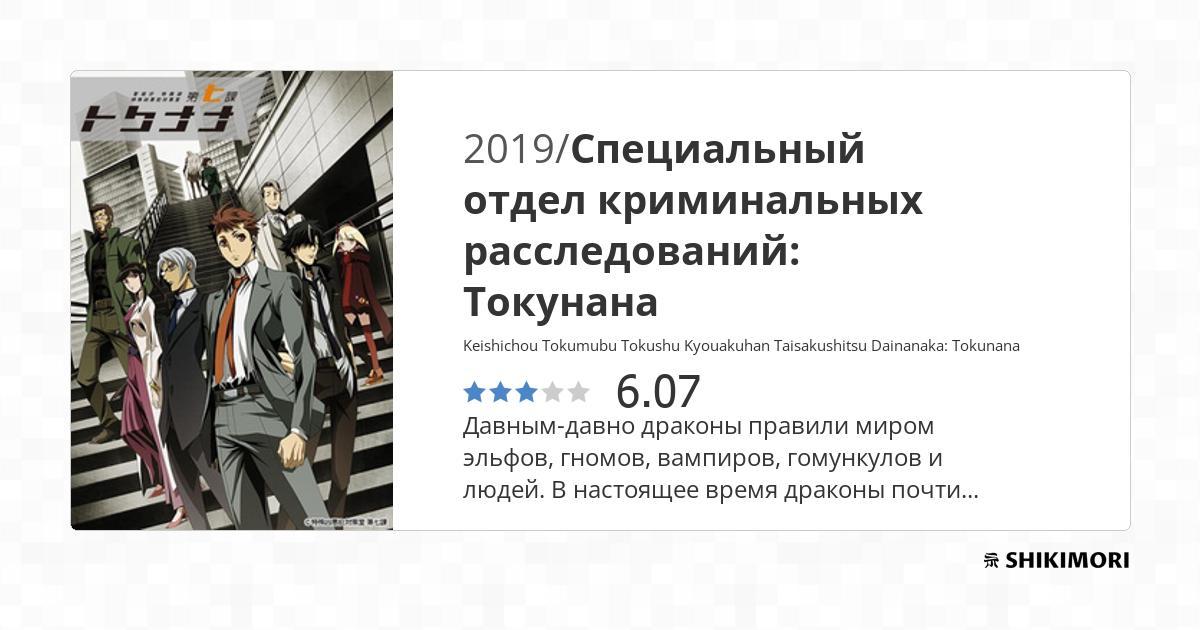 第七課
トクナナ
2019/Специальный
отдел криминальных
расследований:
Токунана
Keishichou Tokumubu Tokushu Kyouakuhan Taisakushitsu Dainanaka: Tokunana
6.07
Давным-давно драконы правили миром
эльфов, гномов, вампиров, гомункулов и
людей. В настоящее время драконы почти...
SHIKIMORI